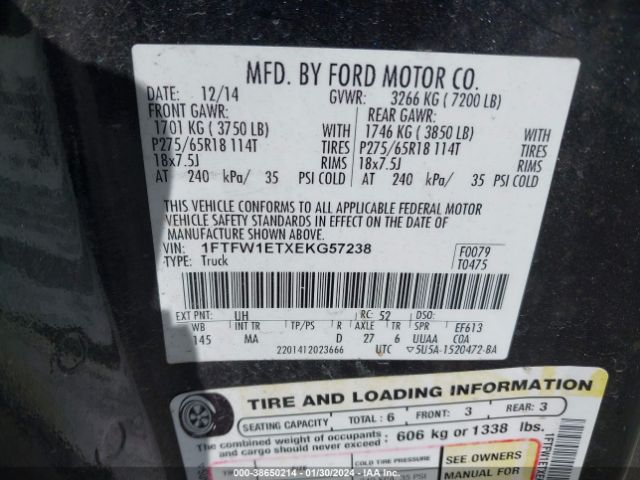 MFD. BY FORD MOTOR CO.
DATE: 12/14 GVWR: 3266 KG ( 7200 LB)
FRONT GAWR: REAR GAWR:
1701 KG ( 3750 LB) WITH 1746 KG ( 3850 LB) WITH
P275/65R18 114T TIRES P275/65R18 114T TIRES
18x7.5J RIMS 18x7.5J RIMS
AT 240 kPa/ 35 PSI COLD AT 240 kPa/ 35 PSI COLD
THIS VEHICLE CONFORMS TO ALL APPLICABLE FEDERAL MOTOR
VEHICLE SAFETY STANDARDS IN EFFECT ON THE DATE OF
MANUFACTURE SHOWN ABOVE.
VIN: 1FTFW1ETXEKG57238 F0079
TYPE: Truck T0475
EXT PNT: UH RC: 52 DSO:
WB INT TR TP/PS R AXLE TR SPR EF613
145 MA D 27 6 UUAA COA
2201412023666 UTC ▽5U5A-1520472-BA
TIRE AND LOADING INFORMATION
SEATING CAPACITY TOTAL: 6 FRONT: 3 REAR: 3
The combined weight of occupants
and cargo should never exceed: 606 kg or 1338 lbs.
COLD TIRE PRESSURE SEE OWNERS
MANUAL FOR
000-38650214 - 01/30/2024 - IAAI.COM